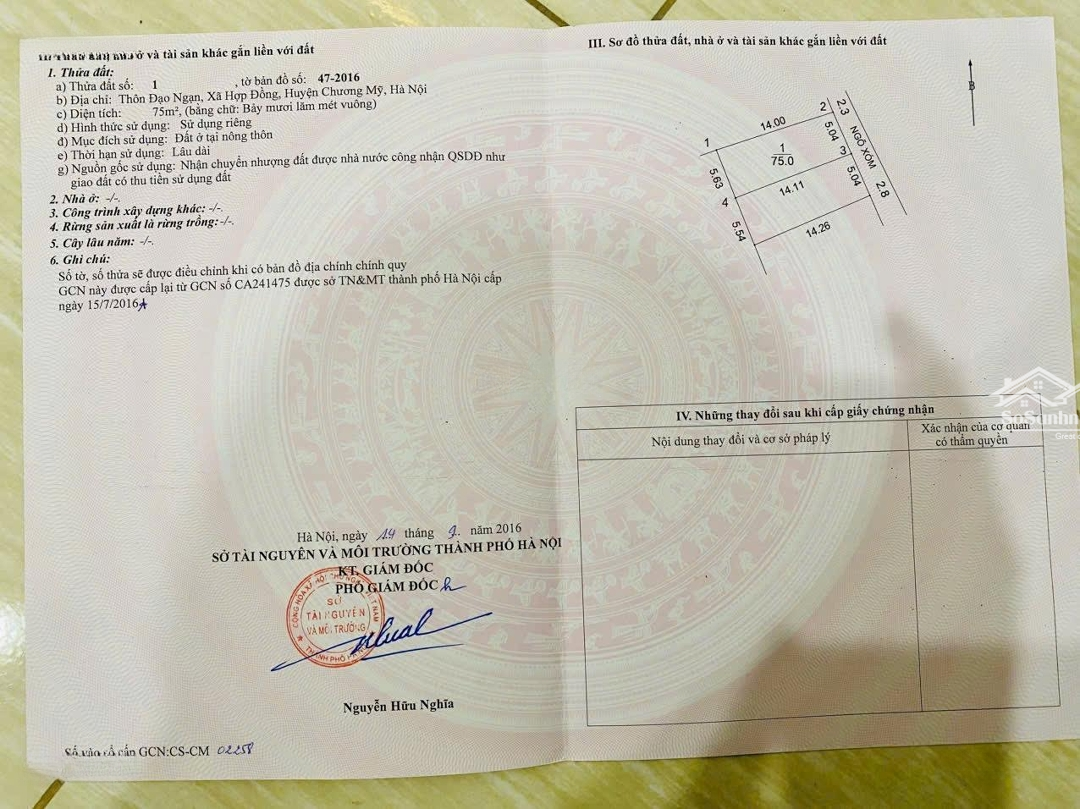 và tài sản khác gắn liền với đất
1. Thửa đất:
a) Thửa đất số: 1 , tờ bản đồ số: 47-2016
b) Địa chỉ: Thôn Đạo Ngạn, Xã Hợp Đồng, Huyện Chương Mỹ, Hà Nội
c) Diện tích: 75m², (bằng chữ: Bảy mươi lăm mét vuông)
d) Hình thức sử dụng: Sử dụng riêng
đ) Mục đích sử dụng: Đất ở tại nông thôn
e) Thời hạn sử dụng: Lâu dài
g) Nguồn gốc sử dụng: Nhận chuyển nhượng đất được nhà nước công nhận QSDĐ như
giao đất có thu tiền sử dụng đất
2. Nhà ở: -/-.
3. Công trình xây dựng khác: -/-.
4. Rừng sản xuất là rừng trồng: -/-.
5. Cây lâu năm: -/-.
6. Ghi chú:
Số tờ, số thửa sẽ được điều chỉnh khi có bản đồ địa chính chính quy
GCN này được cấp lại từ GCN số CA241475 được sở TN&MT thành phố Hà Nội cấp
ngày 15/7/2016
Hà Nội, ngày 14 tháng 9. năm 2016
SỞ TÀI NGUYÊN VÀ MÔI TRƯỜNG THÀNH PHỐ HÀ NỘI
KT. GIÁM ĐỐC
PHÓ GIÁM ĐỐC
SỞ
TÀI NGUYÊN
VÀ MÔI TRƯỜNG
Nguyễn Hữu Nghĩa
Số vào sổ cấp GCN:CS-CM 02258
III. Sơ đồ thửa đất, nhà ở và tài sản khác gắn liền với đất
B
1
14.00
2
2.3
5.04
NGÕ XÓM
1
75.0
3
5.63
14.11
5.04
2.8
4
5.54
14.26
IV. Những thay đổi sau khi cấp giấy chứng nhận
Nội dung thay đổi và cơ sở pháp lý
Xác nhận của cơ quan
có thẩm quyền